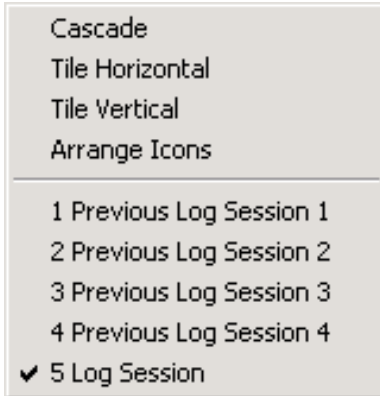 Cascade
Tile Horizontal
Tile Vertical
Arrange Icons
1 Previous Log Session 1
2 Previous Log Session 2
3 Previous Log Session 3
4 Previous Log Session 4
✔ 5 Log Session